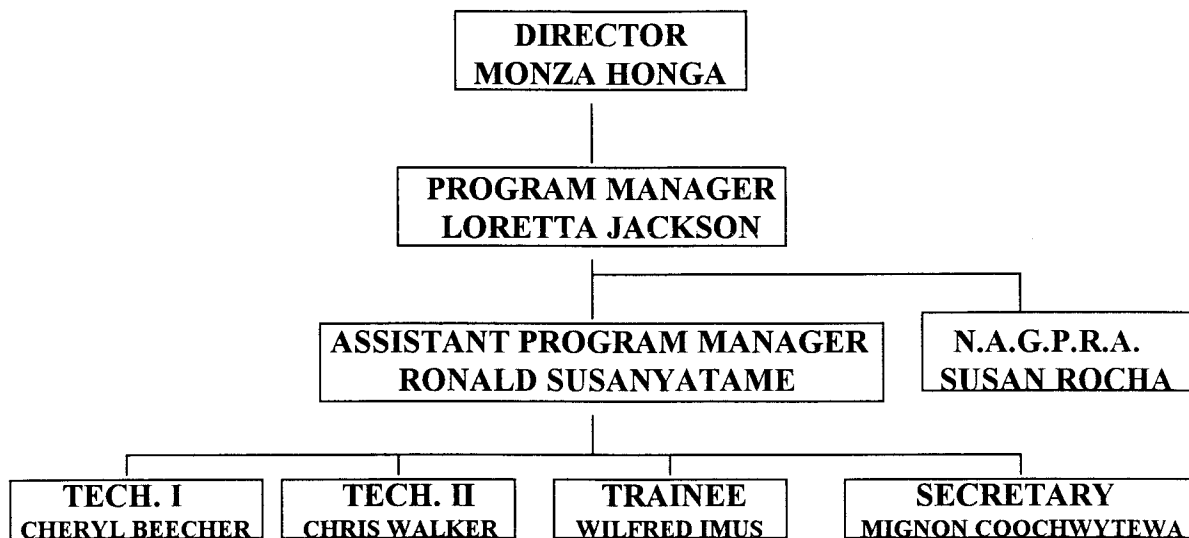 DIRECTOR
MONZA HONGA
PROGRAM MANAGER
LORETTA JACKSON
ASSISTANT PROGRAM MANAGER
RONALD SUSANYATAME
N.A.G.P.R.A.
SUSAN ROCHA
TECH. I
CHERYL BEECHER
TECH. II
CHRIS WALKER
TRAINEE
WILFRED IMUS
SECRETARY
MIGNON COOCHWYTEWA